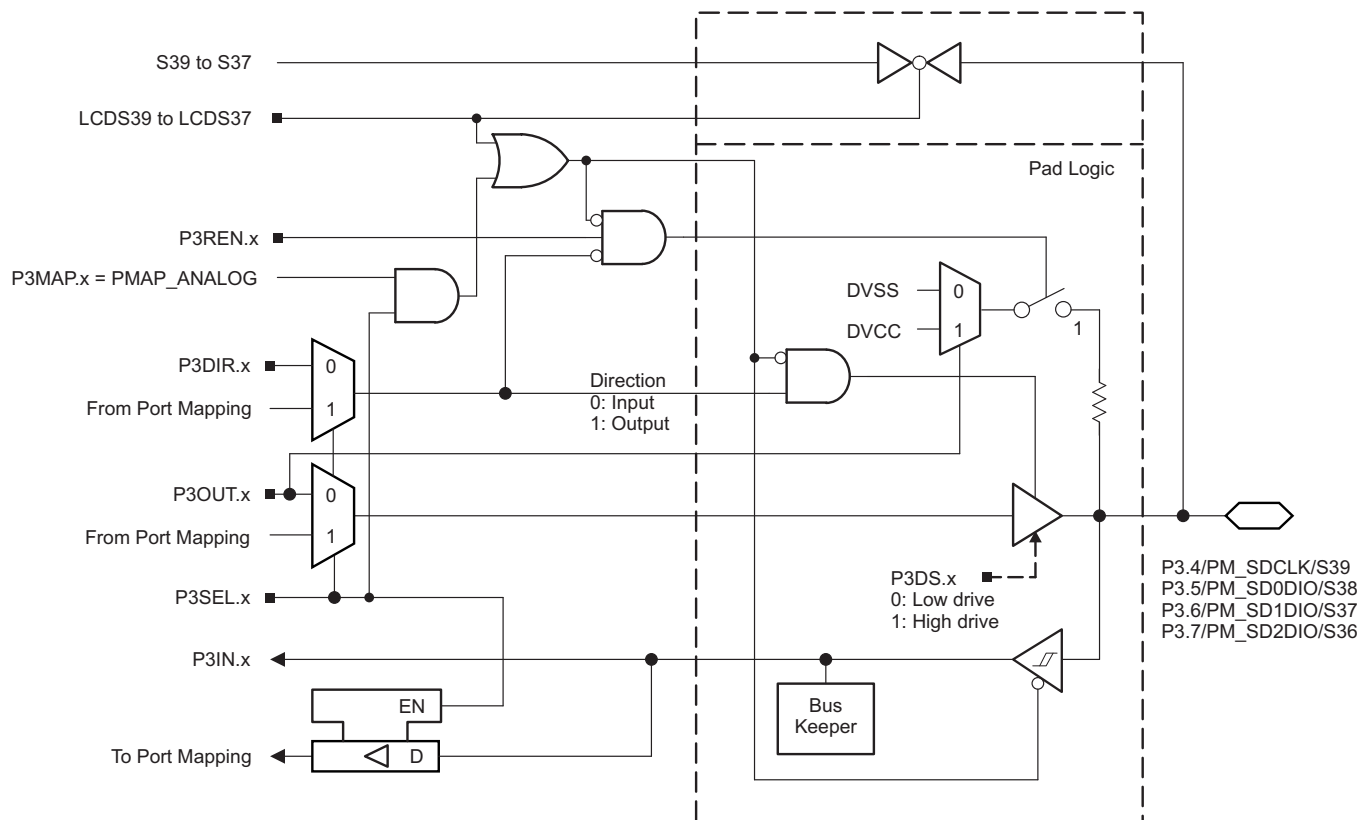 S39 to S37
LCDS39 to LCDS37
Pad Logic
P3REN.x
P3MAP.x = PMAP_ANALOG
DVSS
0
DVCC
1
1
P3DIR.x
0
From Port Mapping
1
Direction
0: Input
1: Output
P3OUT.x
0
From Port Mapping
1
P3SEL.x
P3DS.x
0: Low drive
1: High drive
P3.4/PM_SDCLK/S39
P3.5/PM_SD0DIO/S38
P3.6/PM_SD1DIO/S37
P3.7/PM_SD2DIO/S36
P3IN.x
EN
Bus
Keeper
To Port Mapping
D